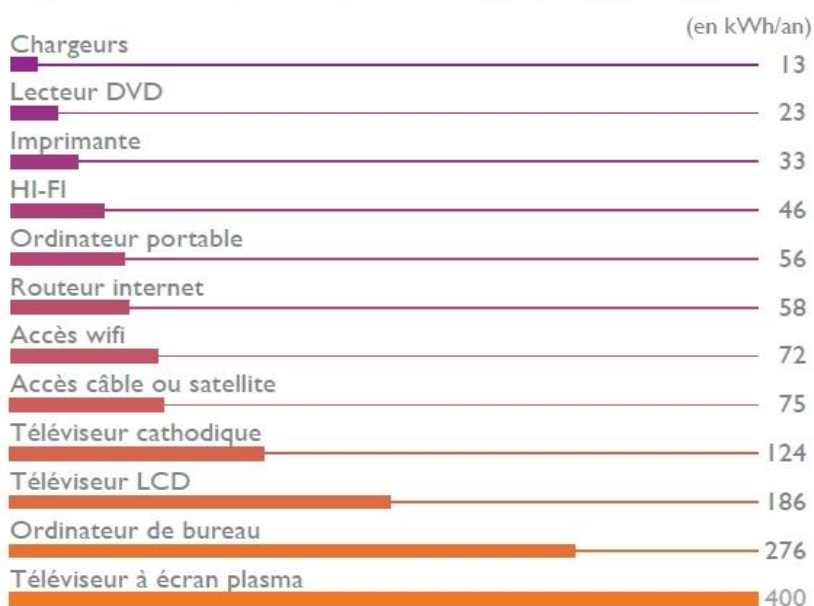 (en kWh/an)
Chargeurs
13
Lecteur DVD
23
Imprimante
33
HI-FI
46
Ordinateur portable
56
Routeur internet
58
Accès wifi
72
Accès câble ou satellite
75
Téléviseur cathodique
124
Téléviseur LCD
186
Ordinateur de bureau
276
Téléviseur à écran plasma
400